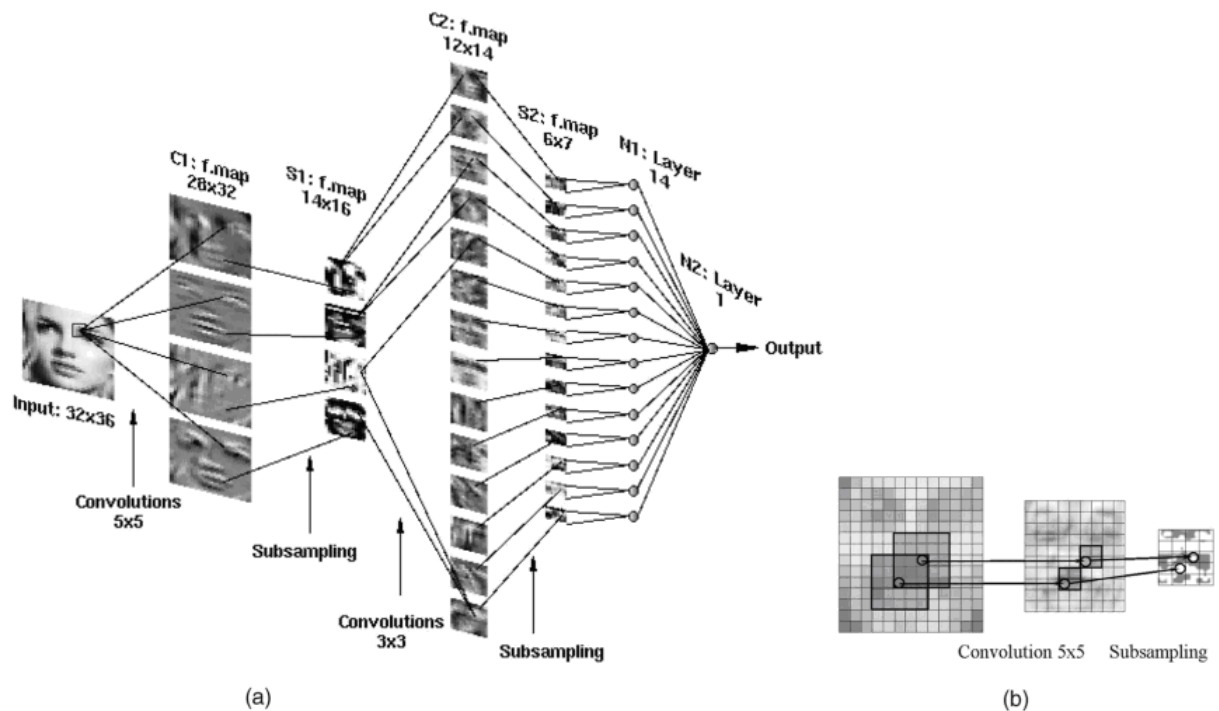 C2: f.map
12x14
S2: f.map
6x7
N1: Layer
14
C1: f.map
28x32
S1: f.map
14x16
N2: Layer
1
Output
Input: 32x36
Convolutions
5x5
Subsampling
Convolutions
3x3
Subsampling
(a)
Convolution 5x5
Subsampling
(b)